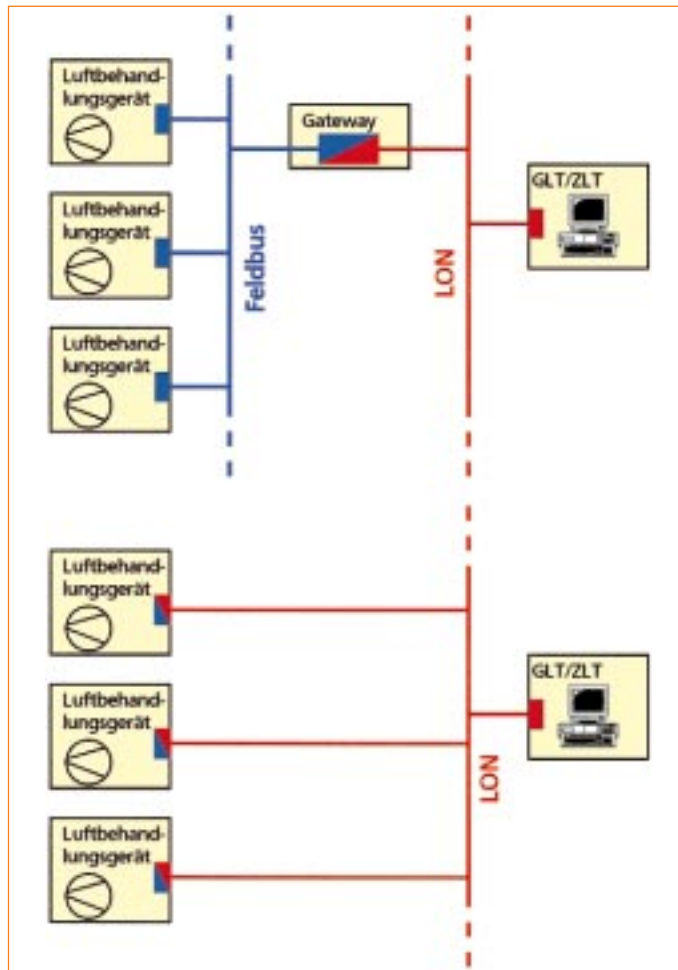 Luftbehand-
lungsgerät
Gateway
Luftbehand-
lungsgerät
Feldbus
LON
GLT/ZLT
Luftbehand-
lungsgerät
Luftbehand-
lungsgerät
Luftbehand-
lungsgerät
LON
GLT/ZLT
Luftbehand-
lungsgerät